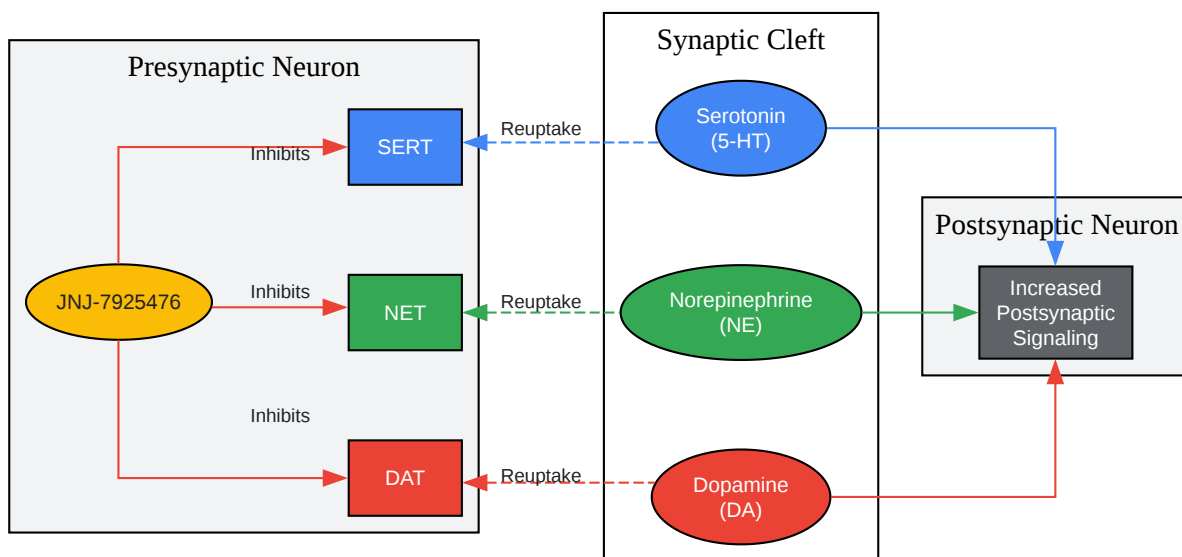 Presynaptic Neuron
Synaptic Cleft
Postsynaptic Neuron
JNJ-7925476
Inhibits
SERT
Reuptake
Serotonin
(5-HT)
Inhibits
NET
Reuptake
Norepinephrine
(NE)
Increased
Postsynaptic
Signaling
Inhibits
DAT
Reuptake
Dopamine
(DA)